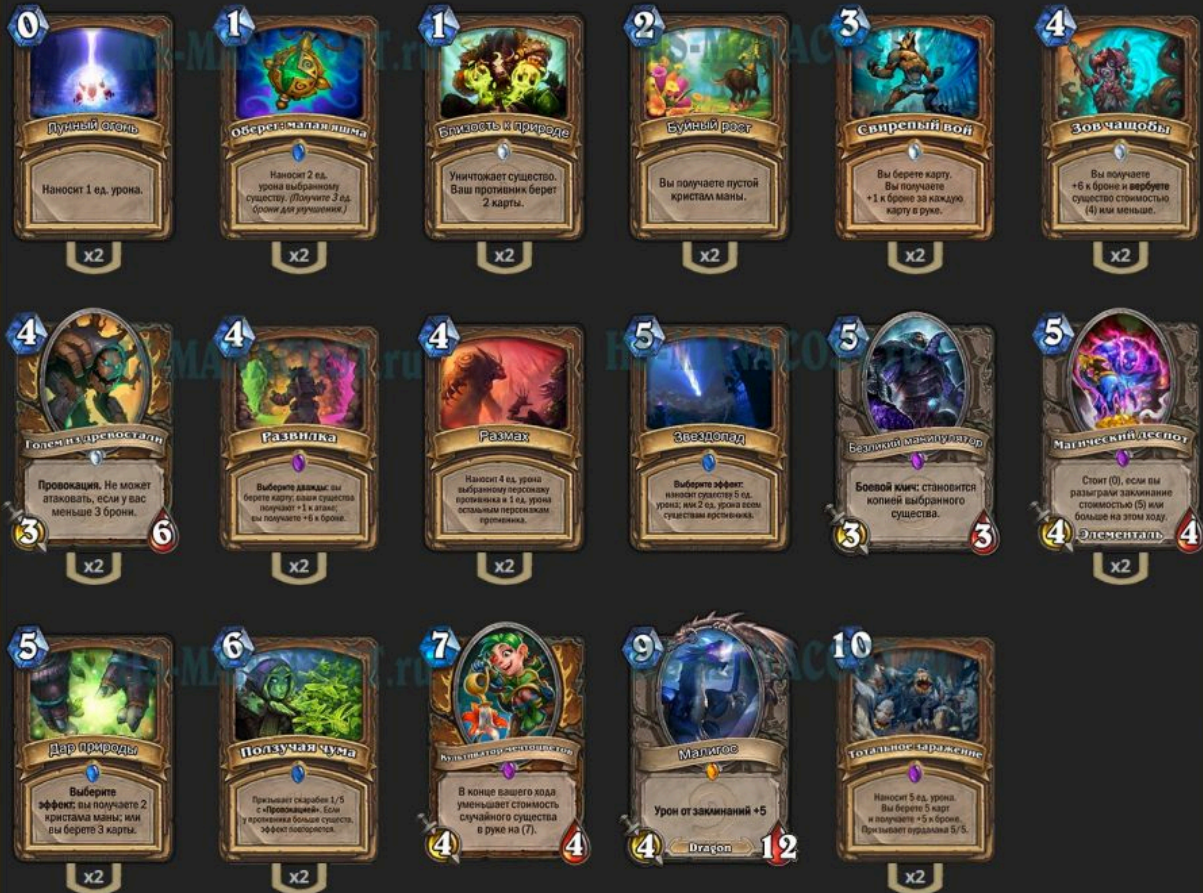 HS-MANACOST.ru
HS-MANACOST.ru
0
Лунный огонь
Наносит 1 ед. урона.
x2
1
Оберег: малая яшма
Наносит 2 ед.
урона выбранному
существу. (Получите 3 ед.
брони для улучшения.)
x2
1
Близость к природе
Уничтожает существо.
Ваш противник берет
2 карты.
x2
2
Буйный рост
Вы получаете пустой
кристалл маны.
x2
3
Свирепый вой
Вы берете карту.
Вы получаете
+1 к броне за каждую
карту в руке.
x2
4
Зов чащобы
Вы получаете
+6 к броне и вербуете
существо стоимостью
(4) или меньше.
x2
4
Голем из древостали
Провокация. Не может
атаковать, если у вас
меньше 3 брони.
3
6
x2
4
Развилка
Выберите дважды: вы
берете карту; ваши существа
получают +1 к атаке;
вы получаете +6 к броне.
x2
4
Размах
Наносит 4 ед. урона
выбранному персонажу
противника и 1 ед. урона
остальным персонажам
противника.
x2
5
Звездопад
Выберите эффект:
наносит существу 5 ед.
урона; или 2 ед. урона всем
существам противника.
5
Безликий манипулятор
Боевой клич: становится
копией выбранного
существа.
3
3
5
Магический деспот
Стоит (0), если вы
разыграли заклинание
стоимостью (5) или
больше на этом ходу.
4
Элементаль
4
x2
5
Дар природы
Выберите
эффект: вы получаете 2
кристалла маны; или
вы берете 3 карты.
x2
6
Ползучая чума
Призывает скарабея 1/5
с «Провокацией». Если
у противника больше существ,
эффект повторяется.
x2
7
Культиватор мечтоцветов
В конце вашего хода
уменьшает стоимость
случайного существа
в руке на (7).
4
4
9
Малигос
Урон от заклинаний +5
4
Dragon
12
10
Тотальное заражение
Наносит 5 ед. урона.
Вы берете 5 карт
и получаете +5 к броне.
Призывает вурдалака 5/5.
x2